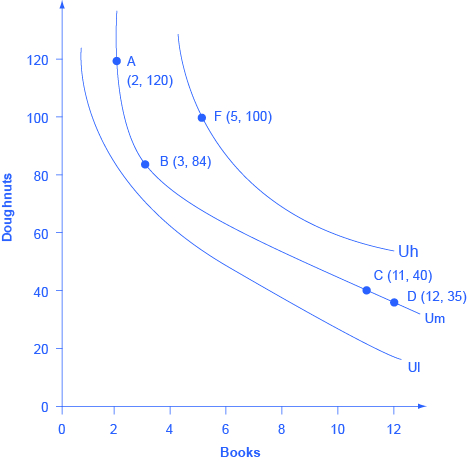 120
100
80
60
40
20
0
Doughnuts
A
(2, 120)
F (5, 100)
B (3, 84)
Uh
C (11, 40)
D (12, 35)
Um
Ul
0 2 4 6 8 10 12
Books